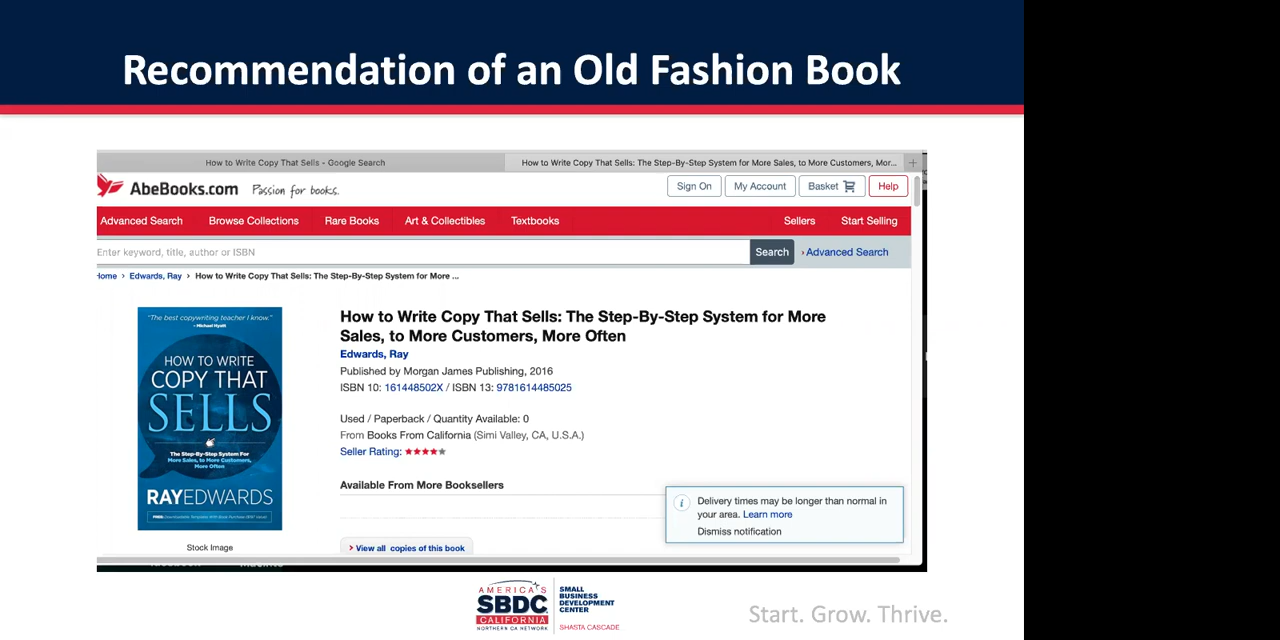 Recommendation of an Old Fashion Book
How to Write Copy That Sells - Google Search
How to Write Copy That Sells: The Step-By-Step System for More Sales, to More Customers, Mor...
AbeBooks.com Passion for books.
Sign On My Account Basket Help
Advanced Search Browse Collections Rare Books Art & Collectibles Textbooks Sellers Start Selling
Enter keyword, title, author or ISBN Search › Advanced Search
Home > Edwards, Ray > How to Write Copy That Sells: The Step-By-Step System for More ...
"The best copywriting teacher I know."
- Michael Hyatt
HOW TO WRITE
COPY THAT
SELLS
The Step-By-Step System For
More Sales, to More Customers,
More Often
RAYEDWARDS
Stock Image
How to Write Copy That Sells: The Step-By-Step System for More
Sales, to More Customers, More Often
Edwards, Ray
Published by Morgan James Publishing, 2016
ISBN 10: 161448502X / ISBN 13: 9781614485025
Used / Paperback / Quantity Available: 0
From Books From California (Simi Valley, CA, U.S.A.)
Seller Rating:
Available From More Booksellers
View all copies of this book
Delivery times may be longer than normal in
your area. Learn more
Dismiss notification
AMERICA'S
SBDC
CALIFORNIA
NORTHERN CA NETWORK
SMALL
BUSINESS
DEVELOPMENT
CENTER
SHASTA CASCADE
Start. Grow. Thrive.